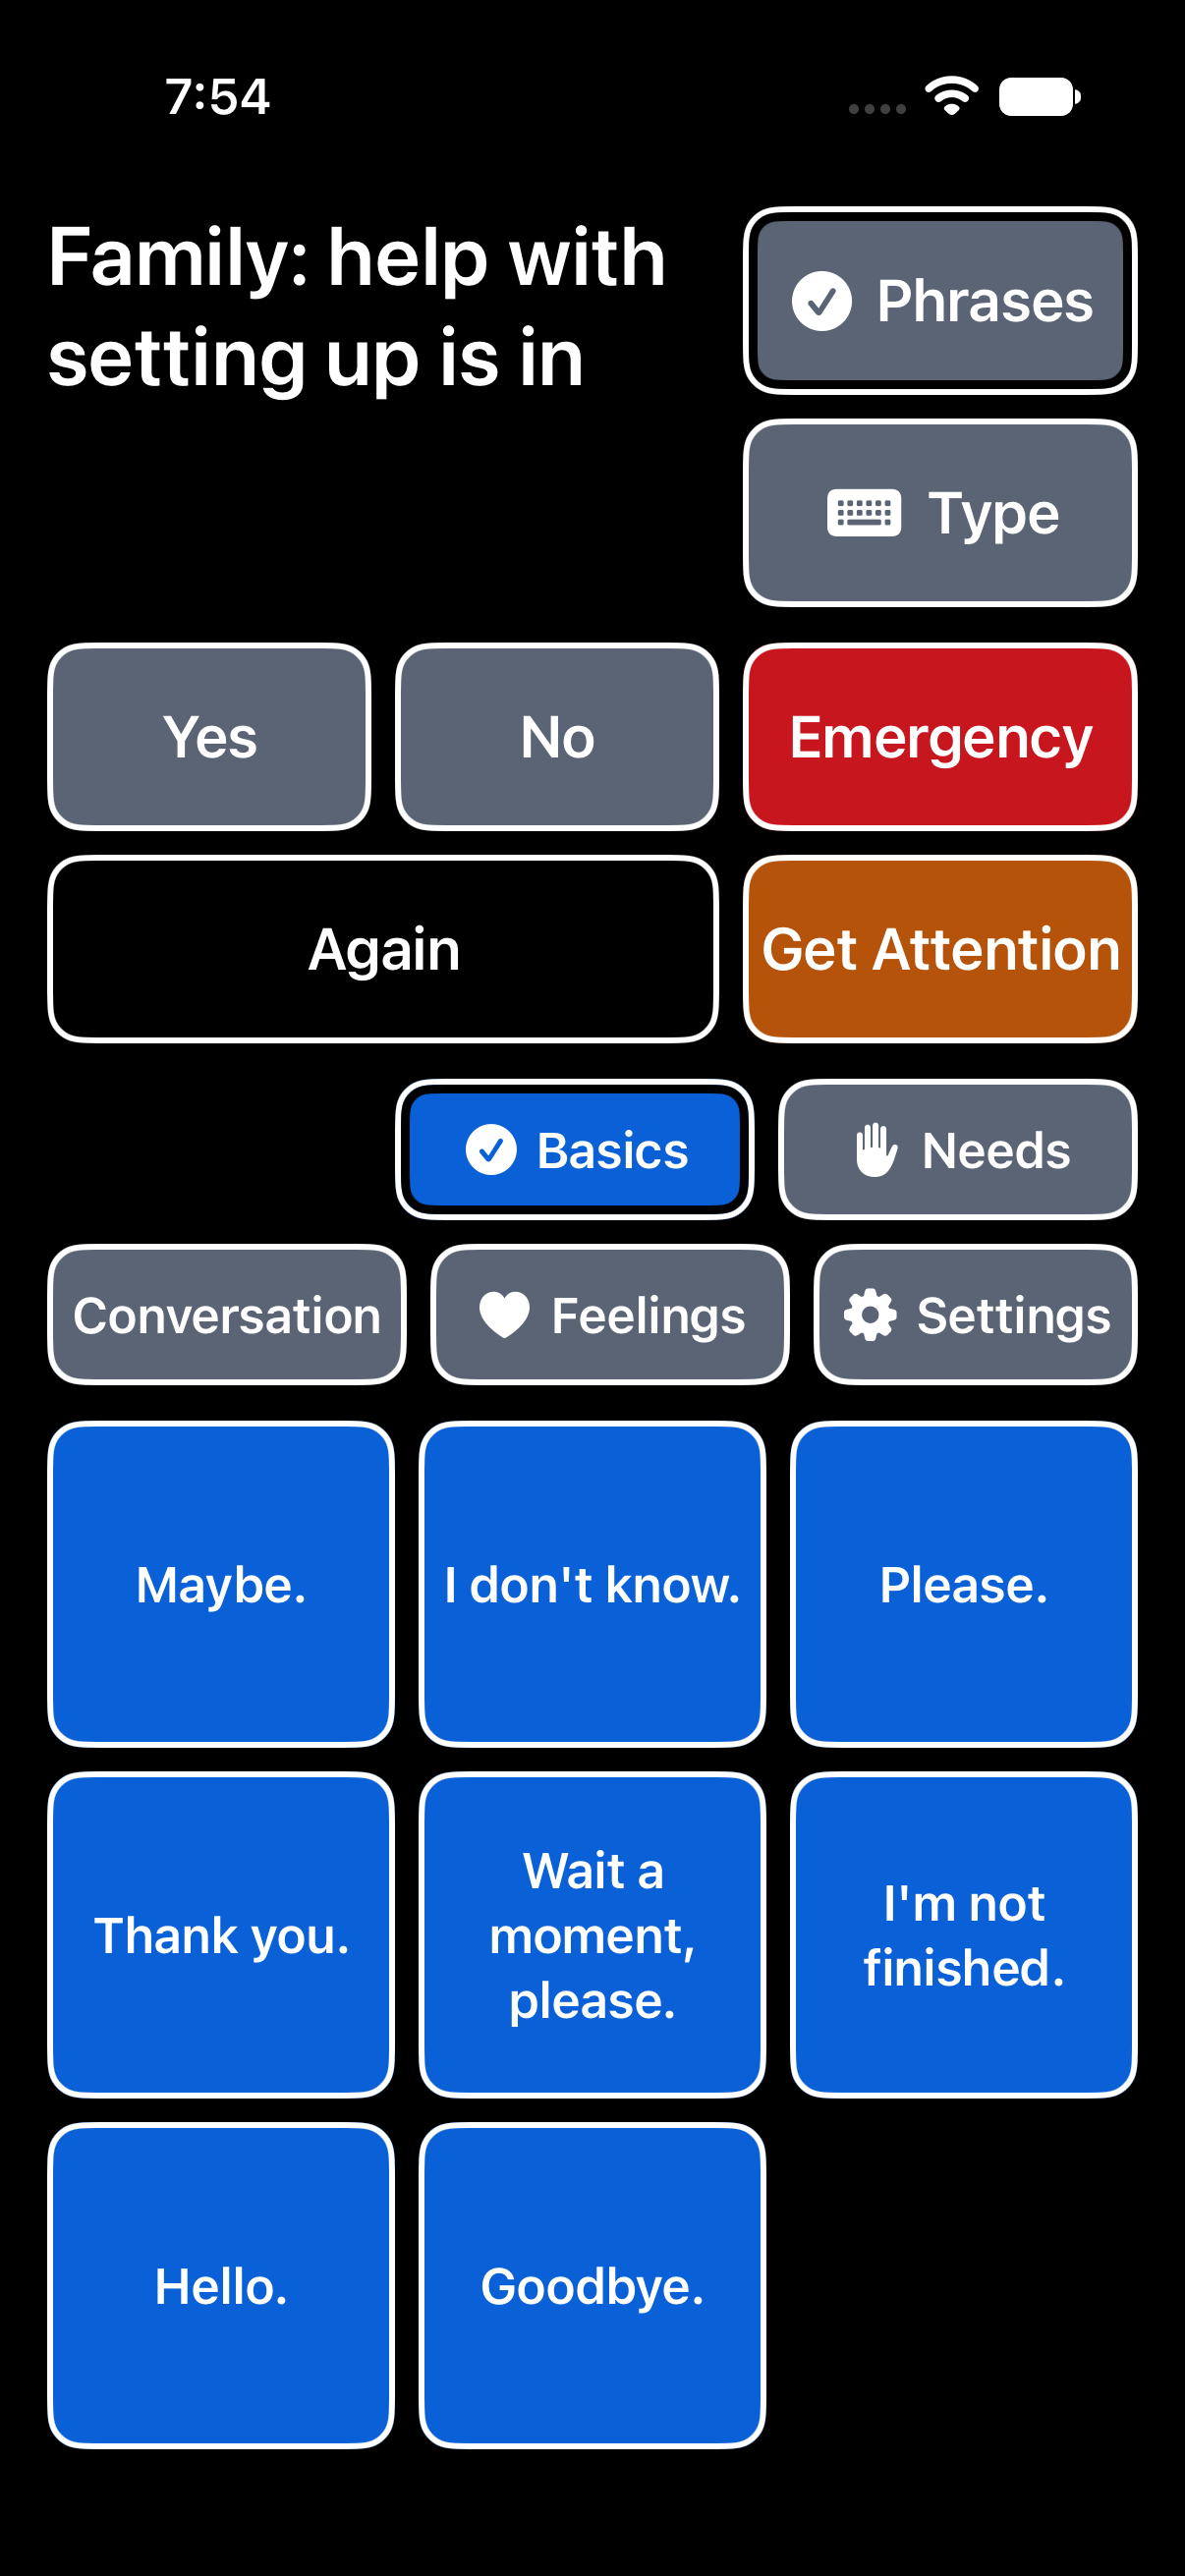 7:54
Family: help with
setting up is in
Phrases
Type
Yes
No
Emergency
Again
Get Attention
Basics
Needs
Conversation
Feelings
Settings
Maybe.
I don't know.
Please.
Thank you.
Wait a
moment,
please.
I'm not
finished.
Hello.
Goodbye.